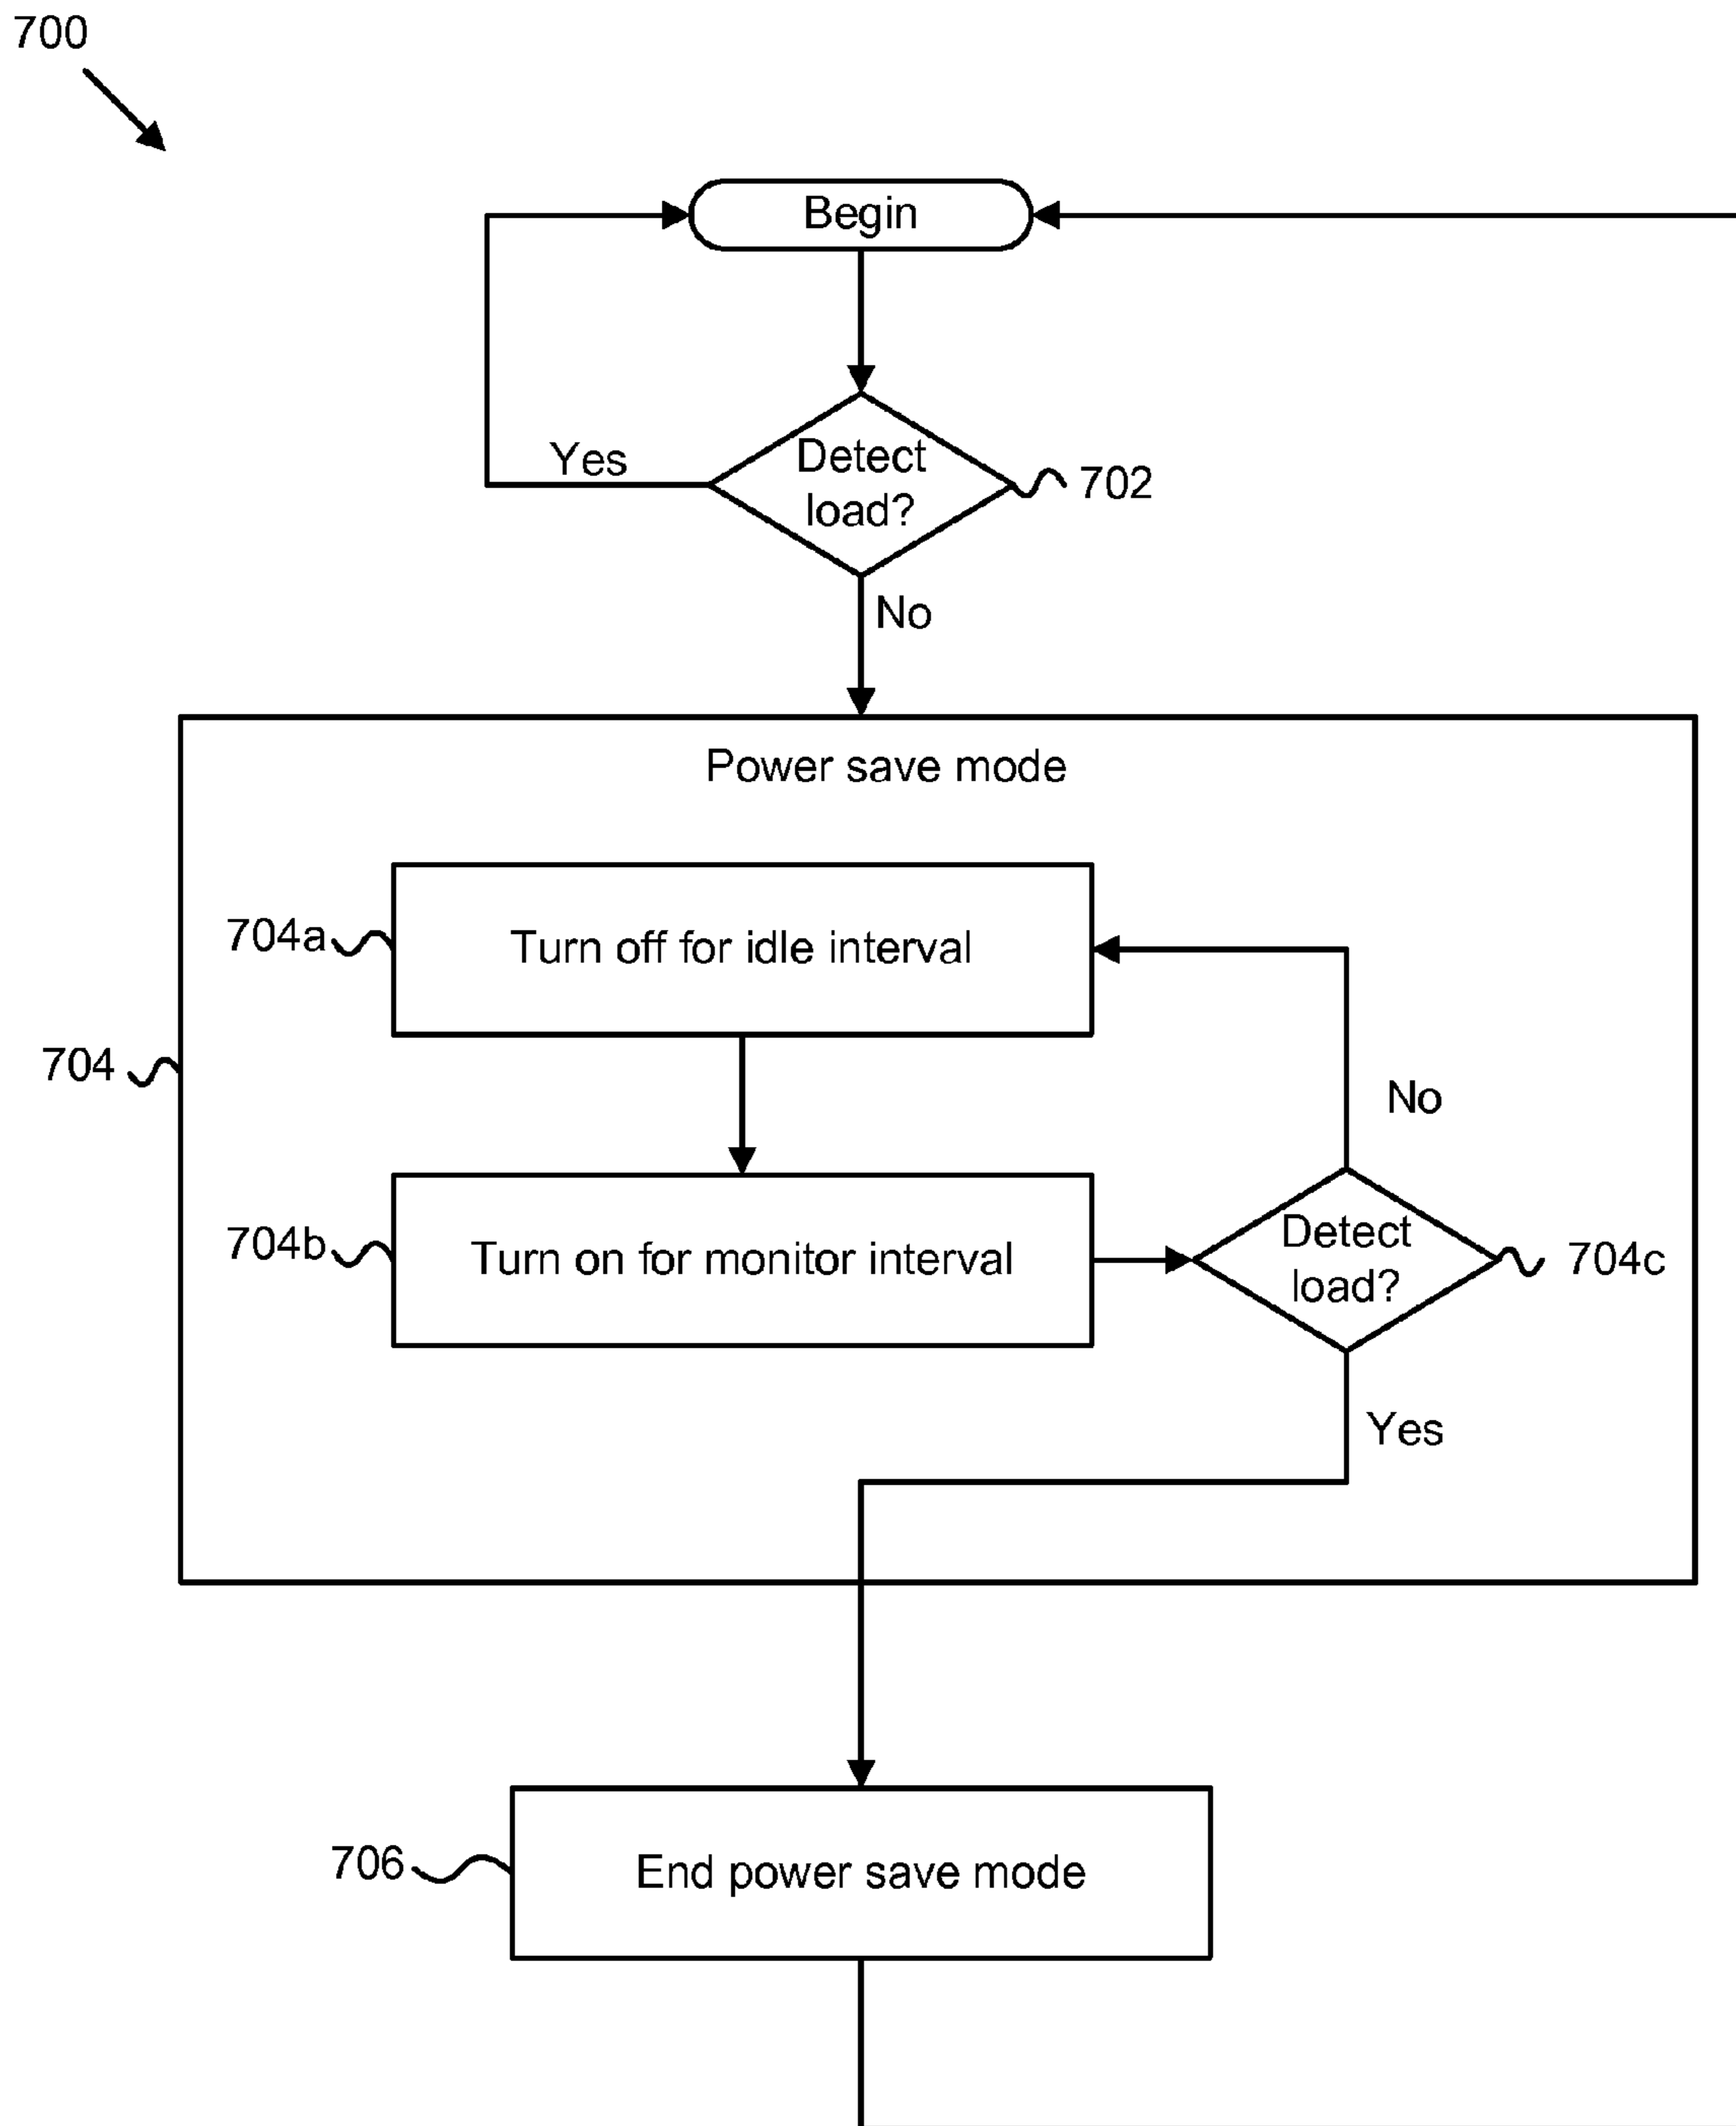 700
Begin
Yes
Detect
load?
702
No
Power save mode
704a
Turn off for idle interval
704
No
704b
Turn on for monitor interval
Detect
load?
704c
Yes
706
End power save mode